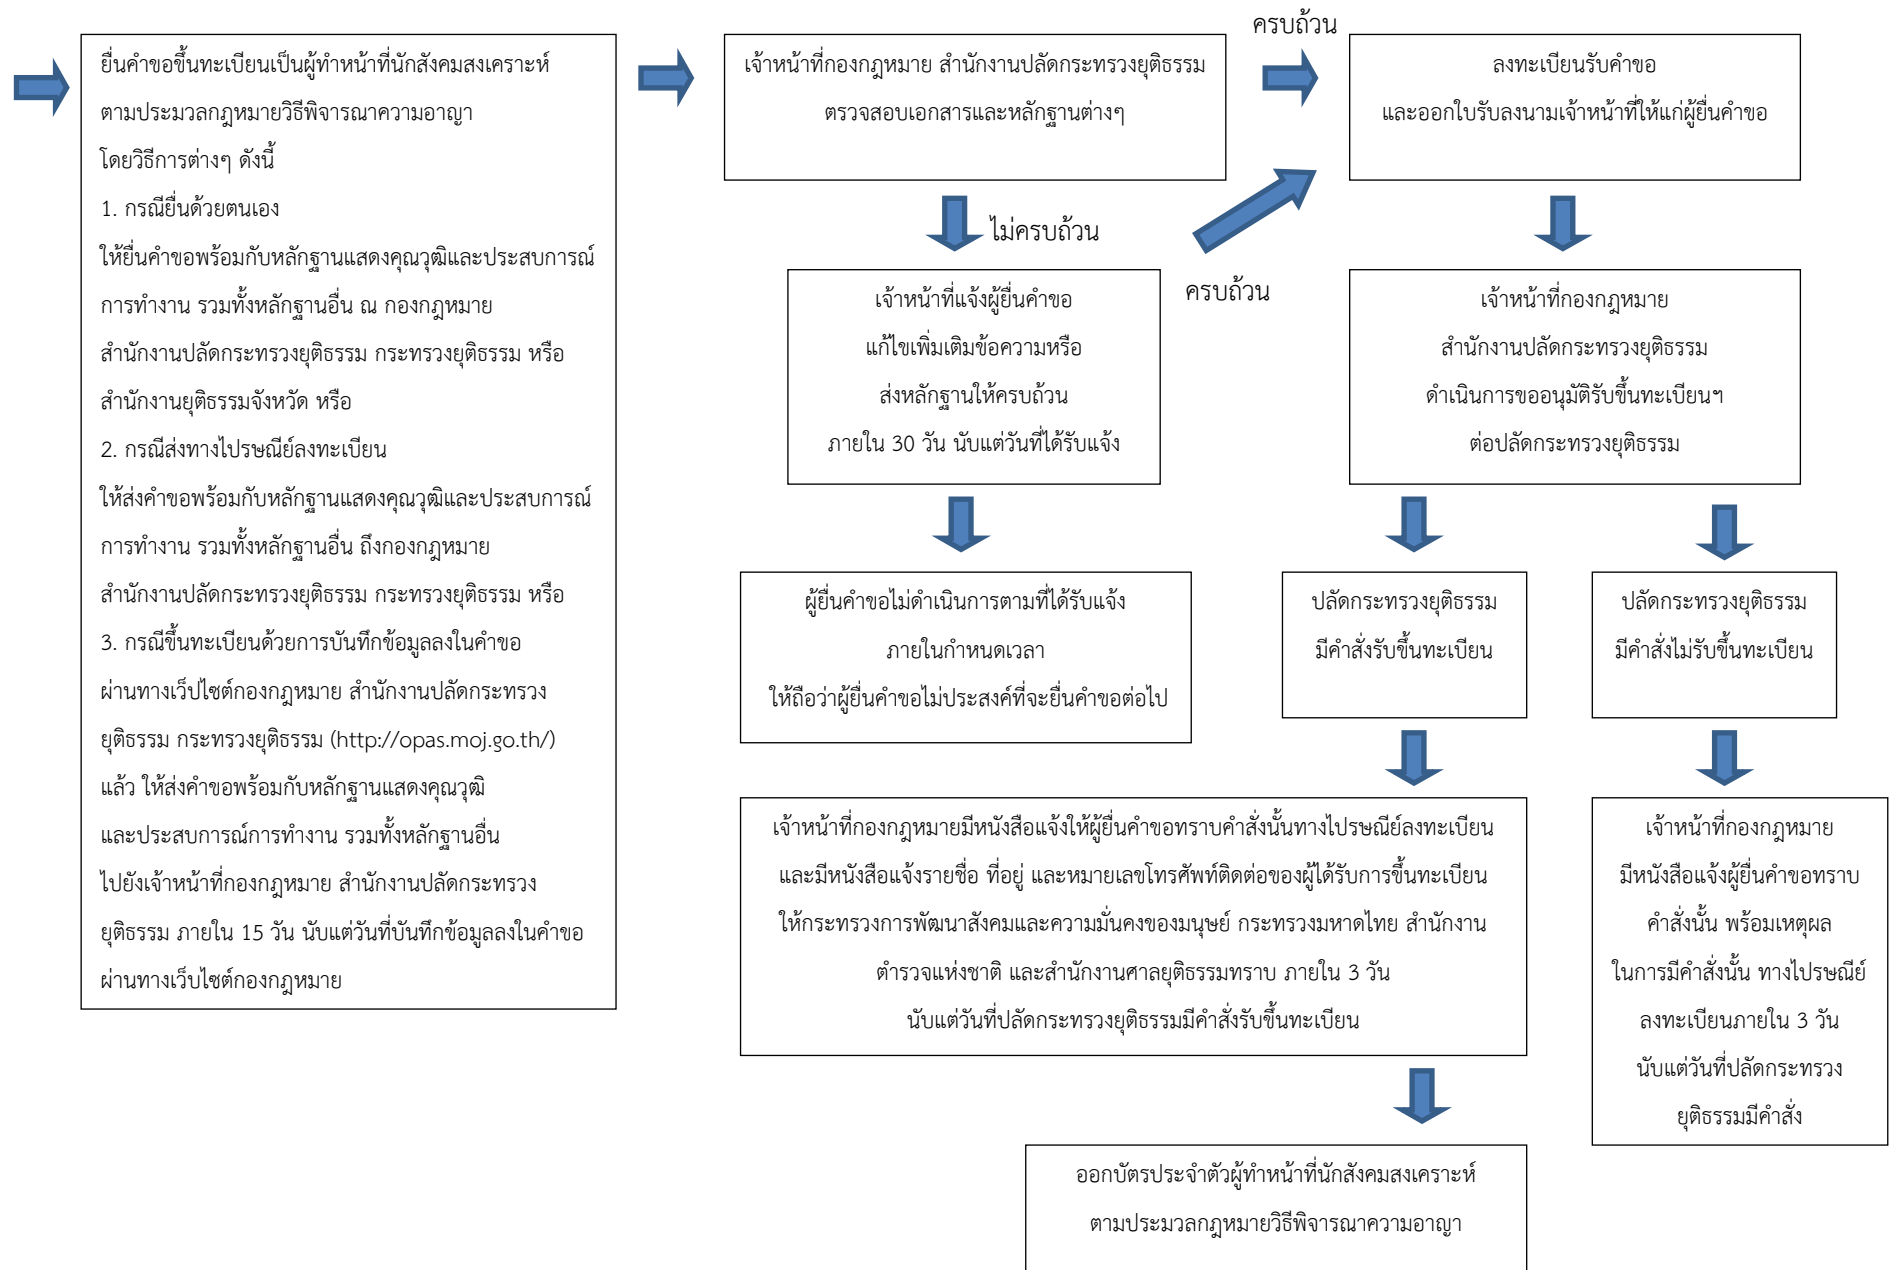 ยื่นคำขอขึ้นทะเบียนเป็นผู้ทำหน้าที่นักสังคมสงเคราะห์
ตามประมวลกฎหมายวิธีพิจารณาความอาญา
โดยวิธีการต่างๆ ดังนี้
1. กรณียื่นด้วยตนเอง
ให้ยื่นคำขอพร้อมกับหลักฐานแสดงคุณวุฒิและประสบการณ์
การทำงาน รวมทั้งหลักฐานอื่น ณ กองกฎหมาย
สำนักงานปลัดกระทรวงยุติธรรม กระทรวงยุติธรรม หรือ
สำนักงานยุติธรรมจังหวัด หรือ
2. กรณีส่งทางไปรษณีย์ลงทะเบียน
ให้ส่งคำขอพร้อมกับหลักฐานแสดงคุณวุฒิและประสบการณ์
การทำงาน รวมทั้งหลักฐานอื่น ถึงกองกฎหมาย
สำนักงานปลัดกระทรวงยุติธรรม กระทรวงยุติธรรม หรือ
3. กรณีขึ้นทะเบียนด้วยการบันทึกข้อมูลลงในคำขอ
ผ่านทางเว็ปไซต์กองกฎหมาย สำนักงานปลัดกระทรวง
ยุติธรรม กระทรวงยุติธรรม (http://opas.moj.go.th/)
แล้ว ให้ส่งคำขอพร้อมกับหลักฐานแสดงคุณวุฒิ
และประสบการณ์การทำงาน รวมทั้งหลักฐานอื่น
ไปยังเจ้าหน้าที่กองกฎหมาย สำนักงานปลัดกระทรวง
ยุติธรรม ภายใน 15 วัน นับแต่วันที่บันทึกข้อมูลลงในคำขอ
ผ่านทางเว็บไซต์กองกฎหมาย
เจ้าหน้าที่กองกฎหมาย สำนักงานปลัดกระทรวงยุติธรรม
ตรวจสอบเอกสารและหลักฐานต่างๆ
ครบถ้วน
ลงทะเบียนรับคำขอ
และออกใบรับลงนามเจ้าหน้าที่ให้แก่ผู้ยื่นคำขอ
ไม่ครบถ้วน
เจ้าหน้าที่แจ้งผู้ยื่นคำขอ
แก้ไขเพิ่มเติมข้อความหรือ
ส่งหลักฐานให้ครบถ้วน
ภายใน 30 วัน นับแต่วันที่ได้รับแจ้ง
ครบถ้วน
เจ้าหน้าที่กองกฎหมาย
สำนักงานปลัดกระทรวงยุติธรรม
ดำเนินการขออนุมัติรับขึ้นทะเบียนฯ
ต่อปลัดกระทรวงยุติธรรม
ผู้ยื่นคำขอไม่ดำเนินการตามที่ได้รับแจ้ง
ภายในกำหนดเวลา
ให้ถือว่าผู้ยื่นคำขอไม่ประสงค์ที่จะยื่นคำขอต่อไป
ปลัดกระทรวงยุติธรรม
มีคำสั่งรับขึ้นทะเบียน
ปลัดกระทรวงยุติธรรม
มีคำสั่งไม่รับขึ้นทะเบียน
เจ้าหน้าที่กองกฎหมายมีหนังสือแจ้งให้ผู้ยื่นคำขอทราบคำสั่งนั้นทางไปรษณีย์ลงทะเบียน
และมีหนังสือแจ้งรายชื่อ ที่อยู่ และหมายเลขโทรศัพท์ติดต่อของผู้ได้รับการขึ้นทะเบียน
ให้กระทรวงการพัฒนาสังคมและความมั่นคงของมนุษย์ กระทรวงมหาดไทย สำนักงาน
ตำรวจแห่งชาติ และสำนักงานศาลยุติธรรมทราบ ภายใน 3 วัน
นับแต่วันที่ปลัดกระทรวงยุติธรรมมีคำสั่งรับขึ้นทะเบียน
เจ้าหน้าที่กองกฎหมาย
มีหนังสือแจ้งผู้ยื่นคำขอทราบ
คำสั่งนั้น พร้อมเหตุผล
ในการมีคำสั่งนั้น ทางไปรษณีย์
ลงทะเบียนภายใน 3 วัน
นับแต่วันที่ปลัดกระทรวง
ยุติธรรมมีคำสั่ง
ออกบัตรประจำตัวผู้ทำหน้าที่นักสังคมสงเคราะห์
ตามประมวลกฎหมายวิธีพิจารณาความอาญา